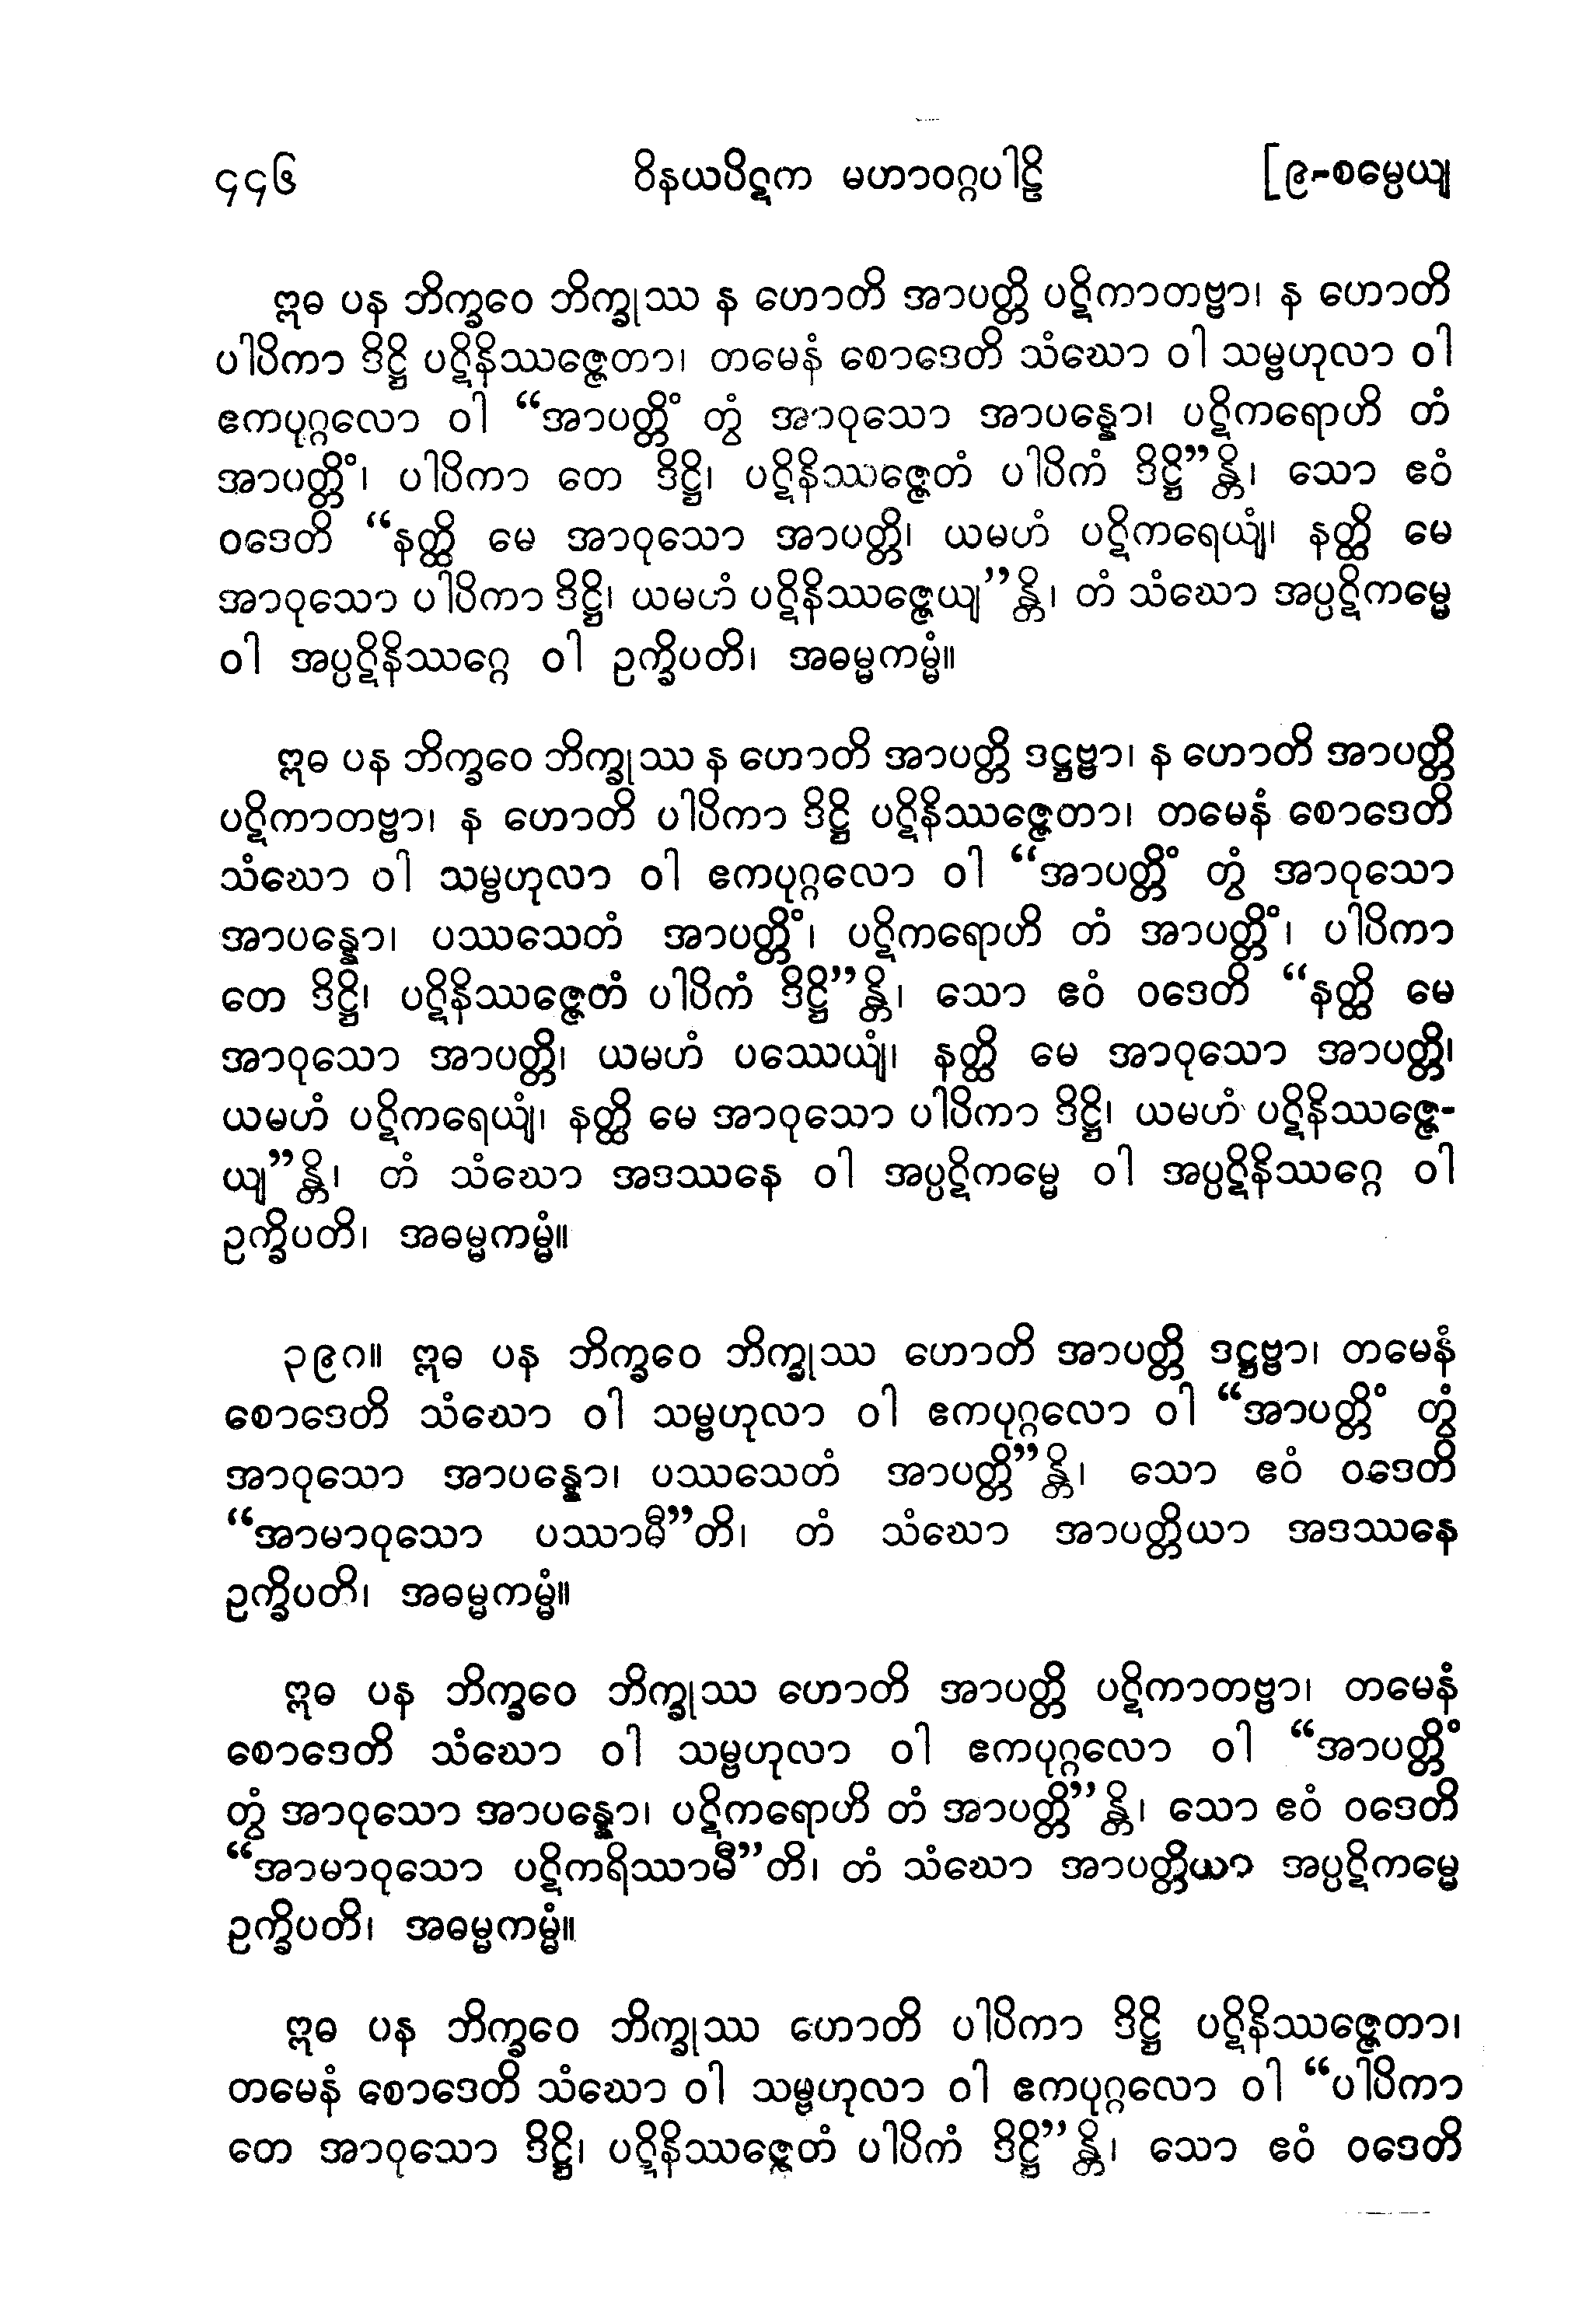 ၄၄၆ ဝိနယပိဋက မဟာဝဂ္ဂပါဠိ [၉-စမ္ပေယျ
ဣဓ ပန ဘိက္ခဝေ ဘိက္ခုဿ န ဟောတိ အာပတ္တိ ပဋိကာတဗ္ဗာ၊ န ဟောတိ
ပါပိကာ ဒိဋ္ဌိ ပဋိနိဿဇ္ဇေတာ၊ တမေနံ စောဒေတိ သံဃော ဝါ သမ္ဗဟုလာ ဝါ
ဧကပုဂ္ဂလော ဝါ “အာပတ္တိံ တွံ အာဝုသော အာပန္နော၊ ပဋိကရောဟိ တံ
အာပတ္တိံ၊ ပါပိကာ တေ ဒိဋ္ဌိ၊ ပဋိနိဿဇ္ဇေတံ ပါပိကံ ဒိဋ္ဌိ”န္တိ၊ သော ဧဝံ
ဝဒေတိ “နတ္ထိ မေ အာဝုသော အာပတ္တိ၊ ယမဟံ ပဋိကရေယျံ၊ နတ္ထိ မေ
အာဝုသော ပါပိကာ ဒိဋ္ဌိ၊ ယမဟံ ပဋိနိဿဇ္ဇေယျ”န္တိ၊ တံ သံဃော အပ္ပဋိကမ္မေ
ဝါ အပ္ပဋိနိဿဂ္ဂေ ဝါ ဥက္ခိပတိ၊ အဓမ္မကမ္မံ။
ဣဓ ပန ဘိက္ခဝေ ဘိက္ခုဿ န ဟောတိ အာပတ္တိ ဒဋ္ဌဗ္ဗာ၊ န ဟောတိ အာပတ္တိ
ပဋိကာတဗ္ဗာ၊ န ဟောတိ ပါပိကာ ဒိဋ္ဌိ ပဋိနိဿဇ္ဇေတာ၊ တမေနံ စောဒေတိ
သံဃော ဝါ သမ္ဗဟုလာ ဝါ ဧကပုဂ္ဂလော ဝါ “အာပတ္တိံ တွံ အာဝုသော
အာပန္နော၊ ပဿသေတံ အာပတ္တိံ၊ ပဋိကရောဟိ တံ အာပတ္တိံ၊ ပါပိကာ
တေ ဒိဋ္ဌိ၊ ပဋိနိဿဇ္ဇေတံ ပါပိကံ ဒိဋ္ဌိ”န္တိ၊ သော ဧဝံ ဝဒေတိ “နတ္ထိ မေ
အာဝုသော အာပတ္တိ၊ ယမဟံ ပဿေယျံ၊ နတ္ထိ မေ အာဝုသော အာပတ္တိ၊
ယမဟံ ပဋိကရေယျံ၊ နတ္ထိ မေ အာဝုသော ပါပိကာ ဒိဋ္ဌိ၊ ယမဟံ ပဋိနိဿဇ္ဇေ-
ယျ”န္တိ၊ တံ သံဃော အဒဿနေ ဝါ အပ္ပဋိကမ္မေ ဝါ အပ္ပဋိနိဿဂ္ဂေ ဝါ
ဥက္ခိပတိ၊ အဓမ္မကမ္မံ။
၃၉၈။ ဣဓ ပန ဘိက္ခဝေ ဘိက္ခုဿ ဟောတိ အာပတ္တိ ဒဋ္ဌဗ္ဗာ၊ တမေနံ
စောဒေတိ သံဃော ဝါ သမ္ဗဟုလာ ဝါ ဧကပုဂ္ဂလော ဝါ “အာပတ္တိံ တွံ
အာဝုသော အာပန္နော၊ ပဿသေတံ အာပတ္တိ”န္တိ၊ သော ဧဝံ ဝဒေတိ
“အာမာဝုသော ပဿာမီ”တိ၊ တံ သံဃော အာပတ္တိယာ အဒဿနေ
ဥက္ခိပတိ၊ အဓမ္မကမ္မံ။
ဣဓ ပန ဘိက္ခဝေ ဘိက္ခုဿ ဟောတိ အာပတ္တိ ပဋိကာတဗ္ဗာ၊ တမေနံ
စောဒေတိ သံဃော ဝါ သမ္ဗဟုလာ ဝါ ဧကပုဂ္ဂလော ဝါ “အာပတ္တိံ
တွံ အာဝုသော အာပန္နော၊ ပဋိကရောဟိ တံ အာပတ္တိ”န္တိ၊ သော ဧဝံ ဝဒေတိ
“အာမာဝုသော ပဋိကရိဿာမီ”တိ၊ တံ သံဃော အာပတ္တိယာ အပ္ပဋိကမ္မေ
ဥက္ခိပတိ၊ အဓမ္မကမ္မံ။
ဣဓ ပန ဘိက္ခဝေ ဘိက္ခုဿ ဟောတိ ပါပိကာ ဒိဋ္ဌိ ပဋိနိဿဇ္ဇေတာ၊
တမေနံ စောဒေတိ သံဃော ဝါ သမ္ဗဟုလာ ဝါ ဧကပုဂ္ဂလော ဝါ “ပါပိကာ
တေ အာဝုသော ဒိဋ္ဌိ၊ ပဋိနိဿဇ္ဇေတံ ပါပိကံ ဒိဋ္ဌိ”န္တိ၊ သော ဧဝံ ဝဒေတိ